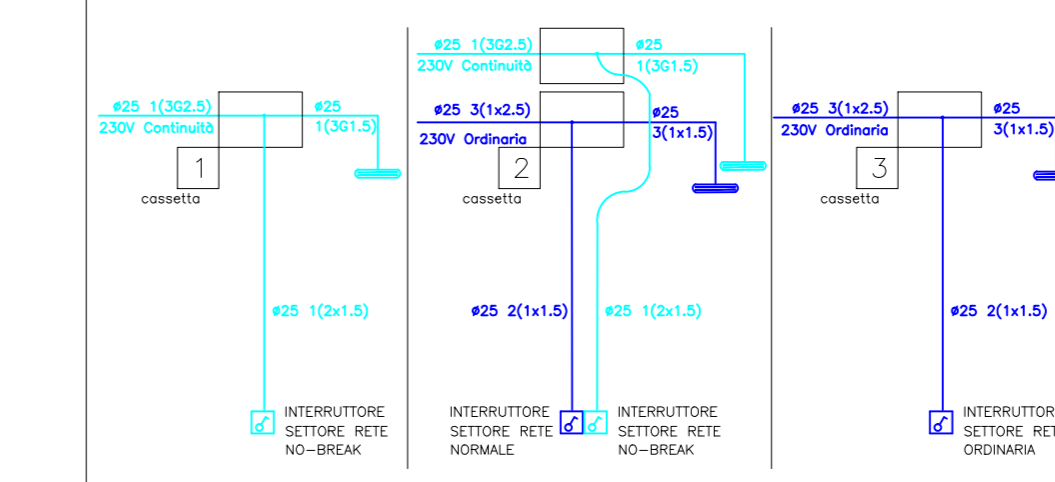 ø25 1(3G2.5)
230V Continuità
ø25
1(3G1.5)
1
cassetta
ø25 1(2x1.5)
INTERRUTTORE
SETTORE RETE
NO-BREAK
ø25 1(3G2.5)
230V Continuità
ø25
1(3G1.5)
ø25 3(1x2.5)
230V Ordinaria
ø25
3(1x1.5)
2
cassetta
ø25 2(1x1.5)
ø25 1(2x1.5)
INTERRUTTORE
SETTORE RETE
NORMALE
INTERRUTTORE
SETTORE RETE
NO-BREAK
ø25 3(1x2.5)
230V Ordinaria
ø25
3(1x1.5)
3
cassetta
ø25 2(1x1.5)
INTERRUTTOR
SETTORE RET
ORDINARIA